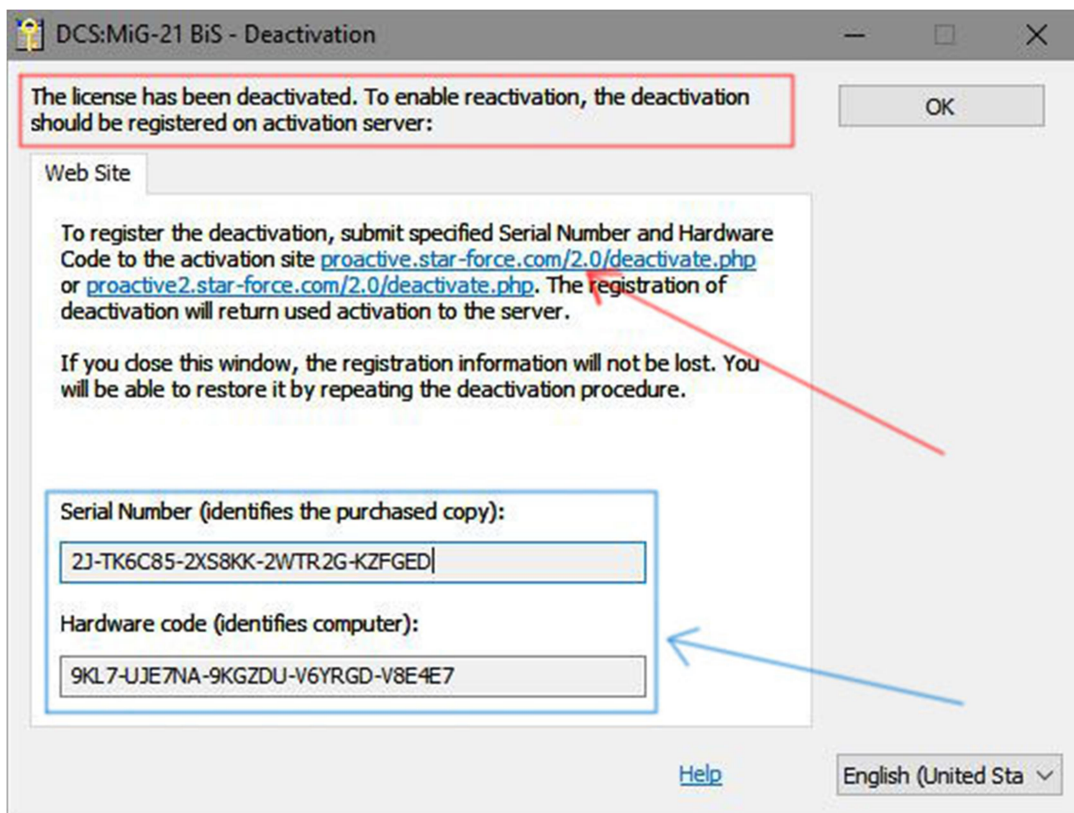 DCS:MiG-21 BiS - Deactivation
The license has been deactivated. To enable reactivation, the deactivation
should be registered on activation server:
OK
Web Site
To register the deactivation, submit specified Serial Number and Hardware
Code to the activation site proactive.star-force.com/2.0/deactivate.php
or proactive2.star-force.com/2.0/deactivate.php. The registration of
deactivation will return used activation to the server.
If you close this window, the registration information will not be lost. You
will be able to restore it by repeating the deactivation procedure.
Serial Number (identifies the purchased copy):
2J-TK6C85-2XS8KK-2WTR2G-KZFGED
Hardware code (identifies computer):
9KL7-UJE7NA-9KGZDU-V6YRGD-V8E4E7
Help
English (United Sta